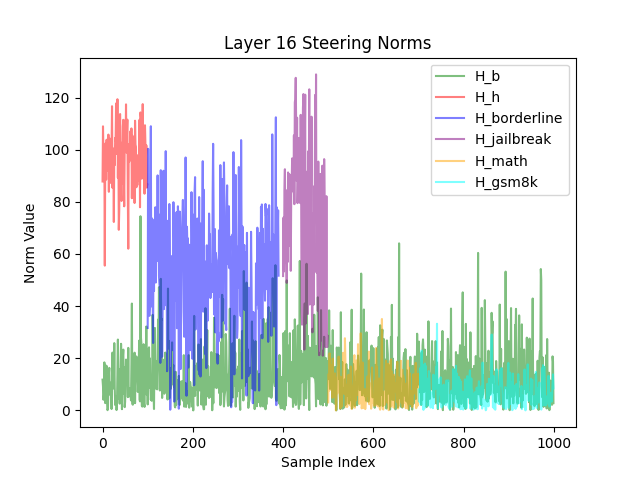 Layer 16 Steering Norms
Norm Value
120
100
80
60
40
20
0
H_b
H_h
H_borderline
H_jailbreak
H_math
H_gsm8k
0
200
400
600
800
1000
Sample Index